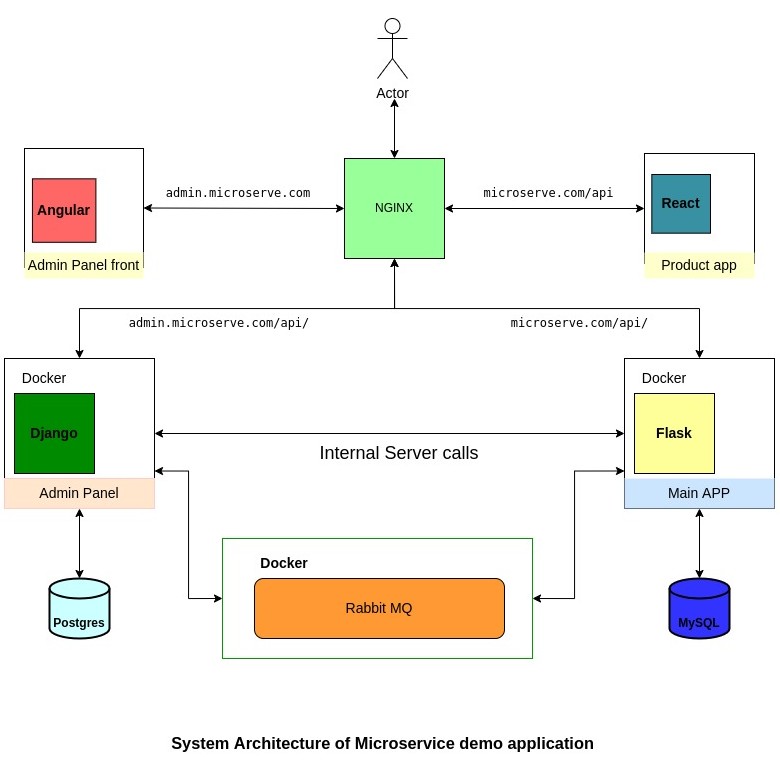 Actor
admin.microserve.com
NGINX
microserve.com/api
Angular
React
Admin Panel front
Product app
admin.microserve.com/api/
microserve.com/api/
Docker
Docker
Django
Flask
Internal Server calls
Admin Panel
Main APP
Docker
Rabbit MQ
Postgres
MySQL
System Architecture of Microservice demo application